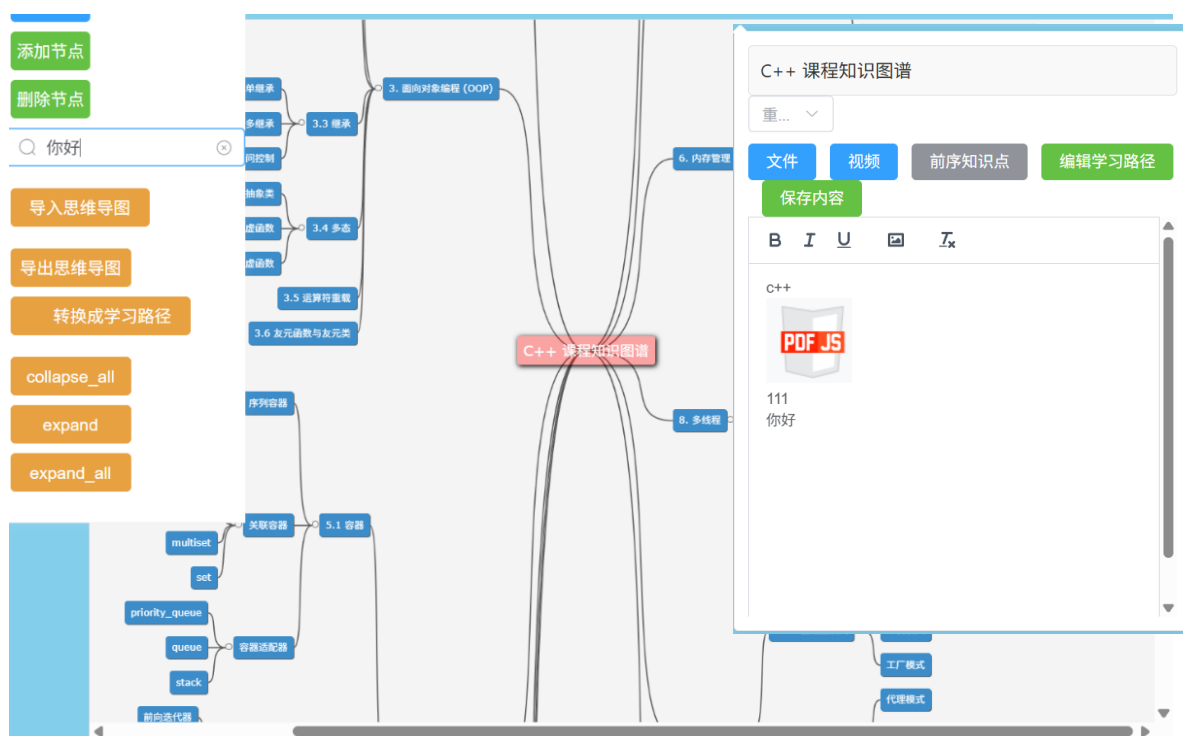 添加节点
删除节点
你好
导入思维导图
导出思维导图
转换成学习路径
collapse_all
expand
expand_all
单继承
多继承
问控制
3.3 继承
抽象类
虚函数
虚函数
3.4 多态
3.5 运算符重载
3.6 友元函数与友元类
3. 面向对象编程 (OOP)
C++ 课程知识图谱
6. 内存管理
8. 多线程
序列容器
关联容器
5.1 容器
multiset
set
priority_queue
queue
容器适配器
stack
前向迭代器
工厂模式
代理模式
C++ 课程知识图谱
重...
文件
视频
前序知识点
编辑学习路径
保存内容
B I U Tx
c++
PDF JS
111
你好